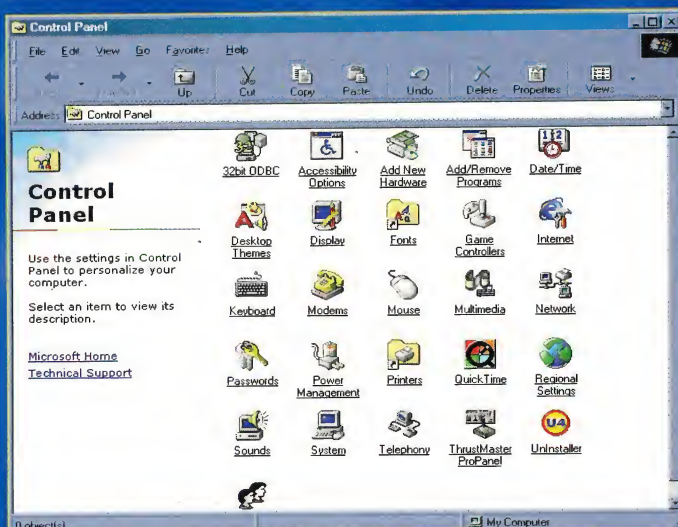 Control Panel
File Edit View Go Favorites Help
Up Cut Copy Paste Undo Delete Properties Views
Address Control Panel
Control
Panel
Use the settings in Control
Panel to personalize your
computer.
Select an item to view its
description.
Microsoft Home
Technical Support
32bit ODBC Accessibility Options Add New Hardware Add/Remove Programs Date/Time
Desktop Themes Display Fonts Game Controllers Internet
Keyboard Modems Mouse Multimedia Network
Passwords Power Management Printers QuickTime Regional Settings
Sounds System Telephony ThrustMaster ProPanel UnInstaller
U4
0 object(s) My Computer